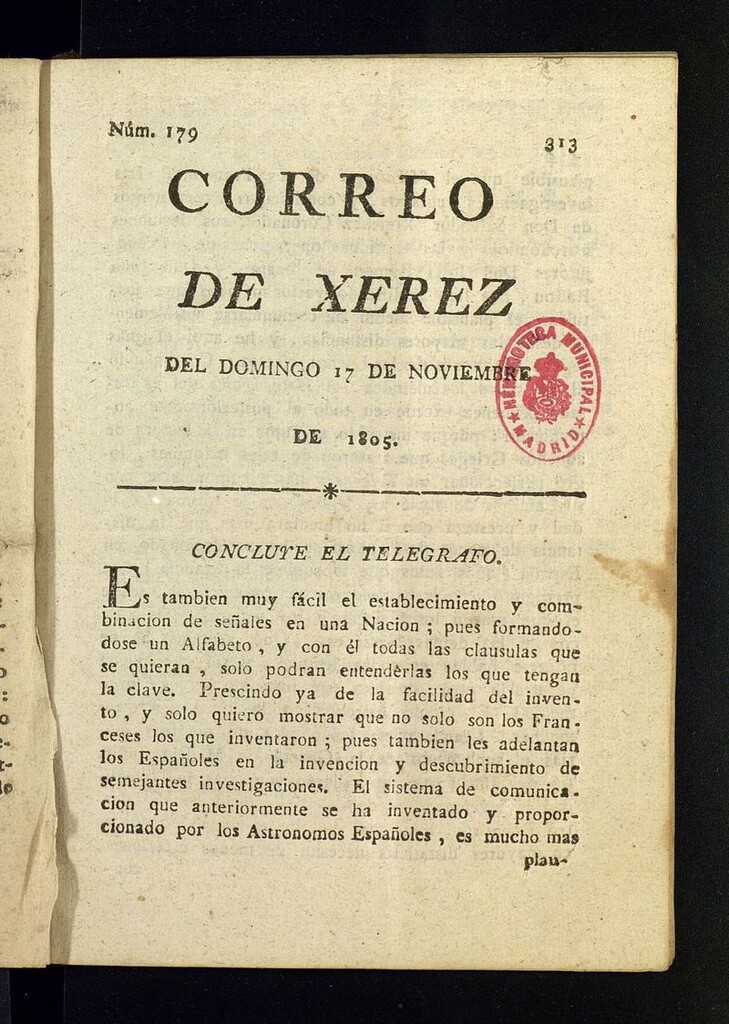 Núm. 179
313
CORREO
DE XEREZ
DEL DOMINGO 17 DE NOVIEMBRE
DE 1805.
HEMEROTECA MUNICIPAL
★ MADRID ★
CONCLUYE EL TELEGRAFO.
Es tambien muy fácil el establecimiento y com-
binacion de señales en una Nacion ; pues formando-
dose un Alfabeto , y con él todas las clausulas que
se quieran , solo podran entendèrlas los que tengan
la clave. Prescindo ya de la facilidad del inven-
to , y solo quiero mostrar que no solo son los Fran-
ceses los que inventaron ; pues tambien les adelantan
los Españoles en la invencion y descubrimiento de
semejantes investigaciones. El sistema de comunica-
cion que anteriormente se ha inventado y propor-
cionado por los Astronomos Españoles , es mucho mas
plau-